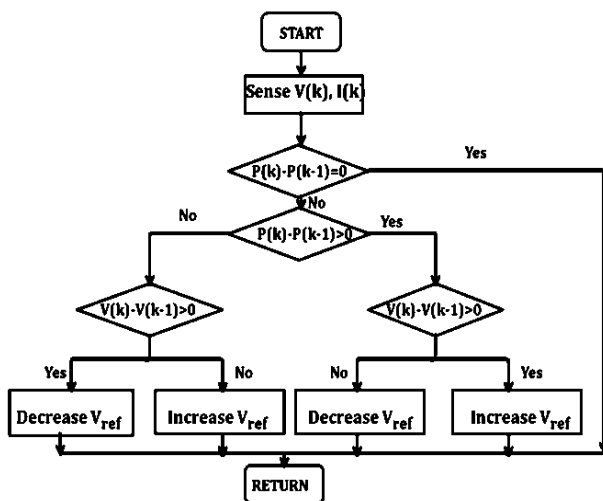 START
Sense V(k), I(k)
P(k)-P(k-1)=0
Yes
No
No
P(k)-P(k-1)>0
Yes
V(k)-V(k-1)>0
V(k)-V(k-1)>0
Yes
No
No
Yes
Decrease Vref
Increase Vref
Decrease Vref
Increase Vref
RETURN